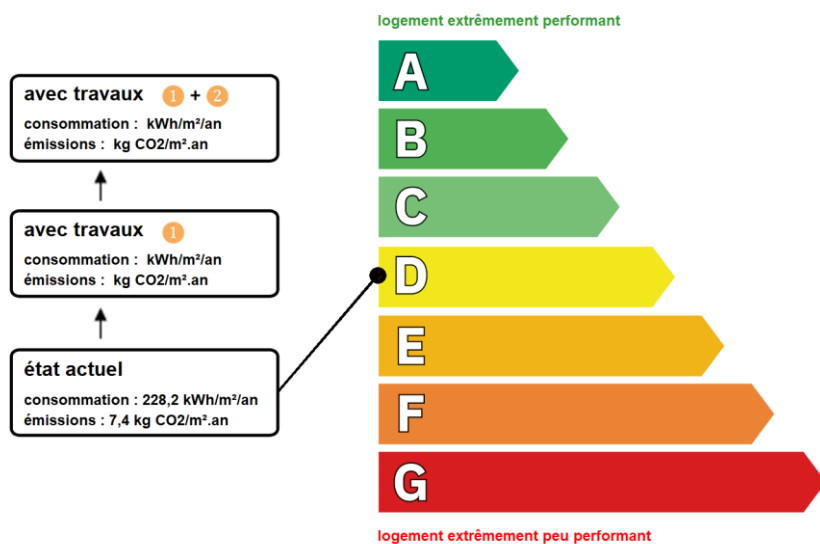 logement extrêmement performant
avec travaux 1 + 2
consommation : kWh/m²/an
émissions : kg CO2/m².an
avec travaux 1
consommation : kWh/m²/an
émissions : kg CO2/m².an
état actuel
consommation : 228,2 kWh/m²/an
émissions : 7,4 kg CO2/m².an
A
B
C
D
E
F
G
logement extrêmement peu performant